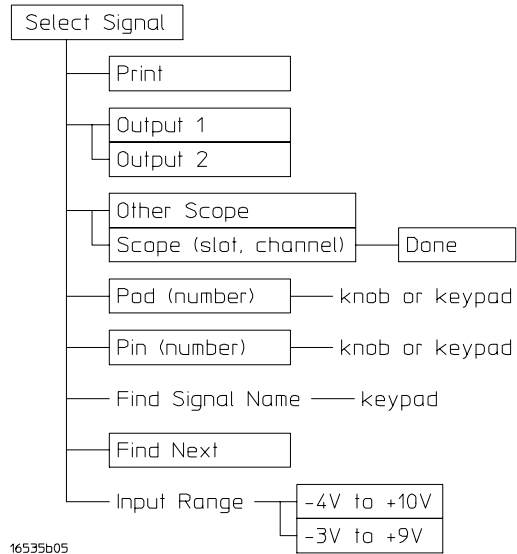 Select Signal
Print
Output 1
Output 2
Other Scope
Scope (slot, channel) Done
Pod (number) knob or keypad
Pin (number) knob or keypad
Find Signal Name keypad
Find Next
Input Range -4V to +10V
-3V to +9V
16535b05